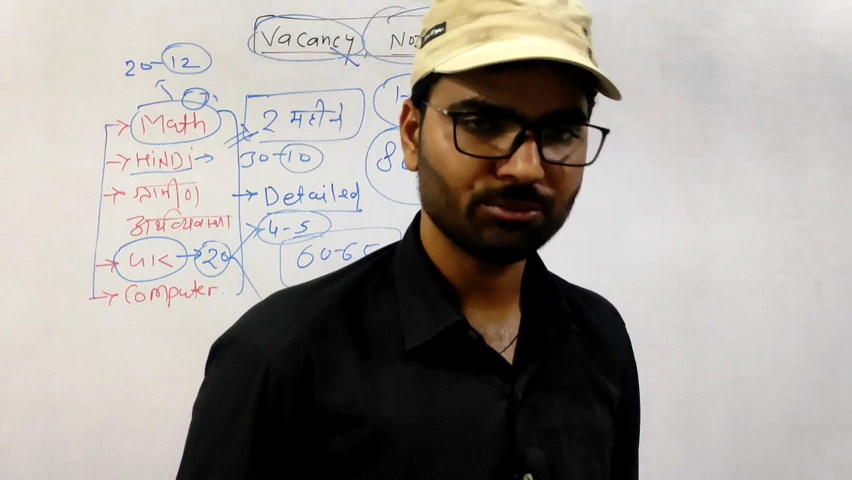 Vacancy No
20-12
Math 2 महीने
HiNDi 30-10
ग्रामीण Detailed
अर्थव्यवस्था 4-5
GK 20 60-65
Computer